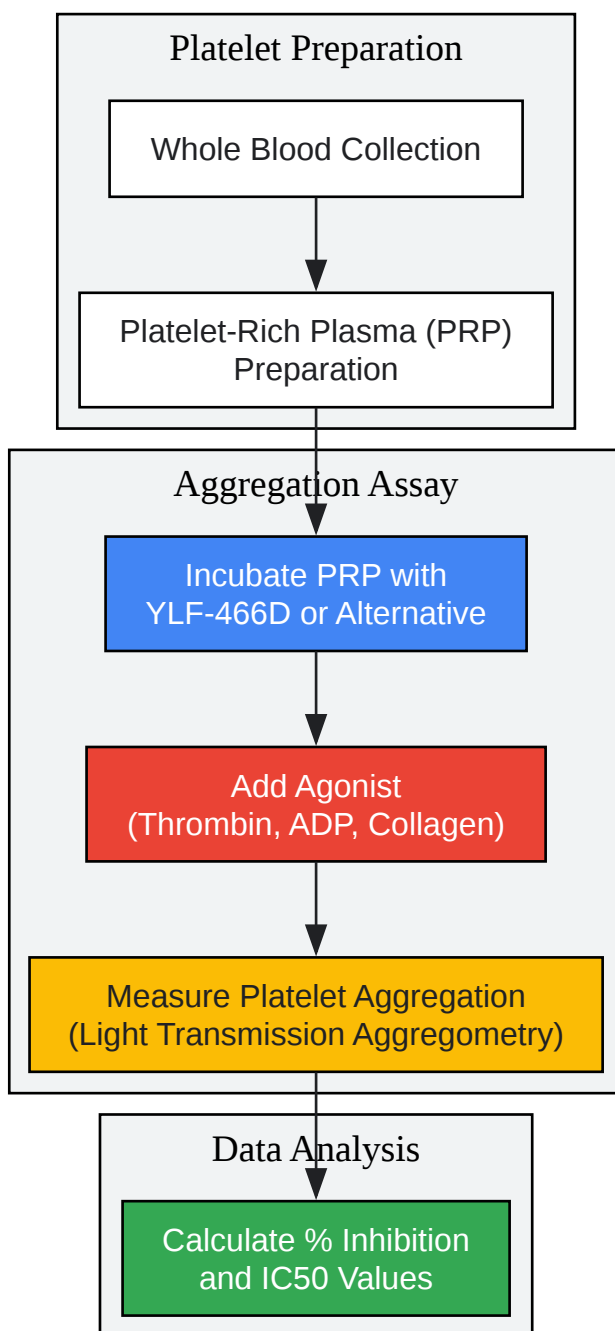 Platelet Preparation
Whole Blood Collection
Platelet-Rich Plasma (PRP)
Preparation
Aggregation Assay
Incubate PRP with
YLF-466D or Alternative
Add Agonist
(Thrombin, ADP, Collagen)
Measure Platelet Aggregation
(Light Transmission Aggregometry)
Data Analysis
Calculate % Inhibition
and IC50 Values